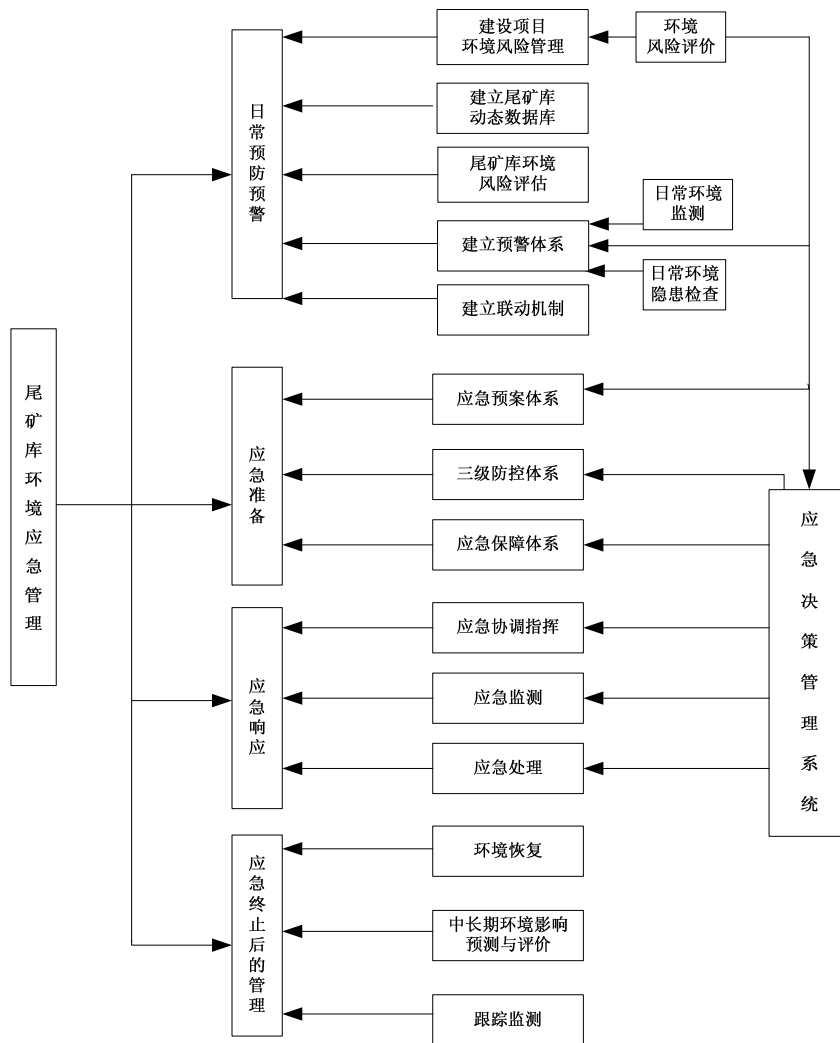 建设项目
环境风险管理
环境
风险评价
日常预防预警
建立尾矿库
动态数据库
尾矿库环境
风险评估
日常环境
监测
建立预警体系
日常环境
隐患检查
建立联动机制
尾矿库环境应急管理
应急准备
应急预案体系
三级防控体系
应急保障体系
应急决策管理系统
应急响应
应急协调指挥
应急监测
应急处理
应急终止后的管理
环境恢复
中长期环境影响
预测与评价
跟踪监测